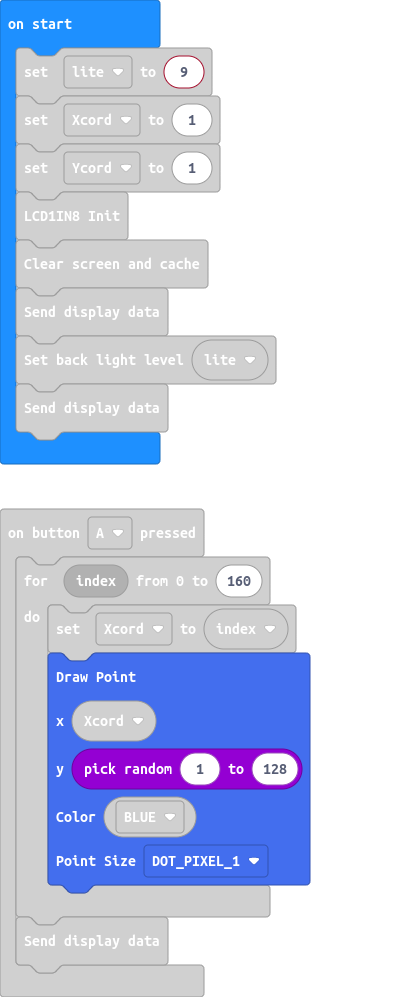 on start
set lite to 9
set Xcord to 1
set Ycord to 1
LCD1IN8 Init
Clear screen and cache
Send display data
Set back light level lite
Send display data
on button A pressed
for index from 0 to 160
do set Xcord to index
Draw Point
x Xcord
y pick random 1 to 128
Color BLUE
Point Size DOT_PIXEL_1
Send display data